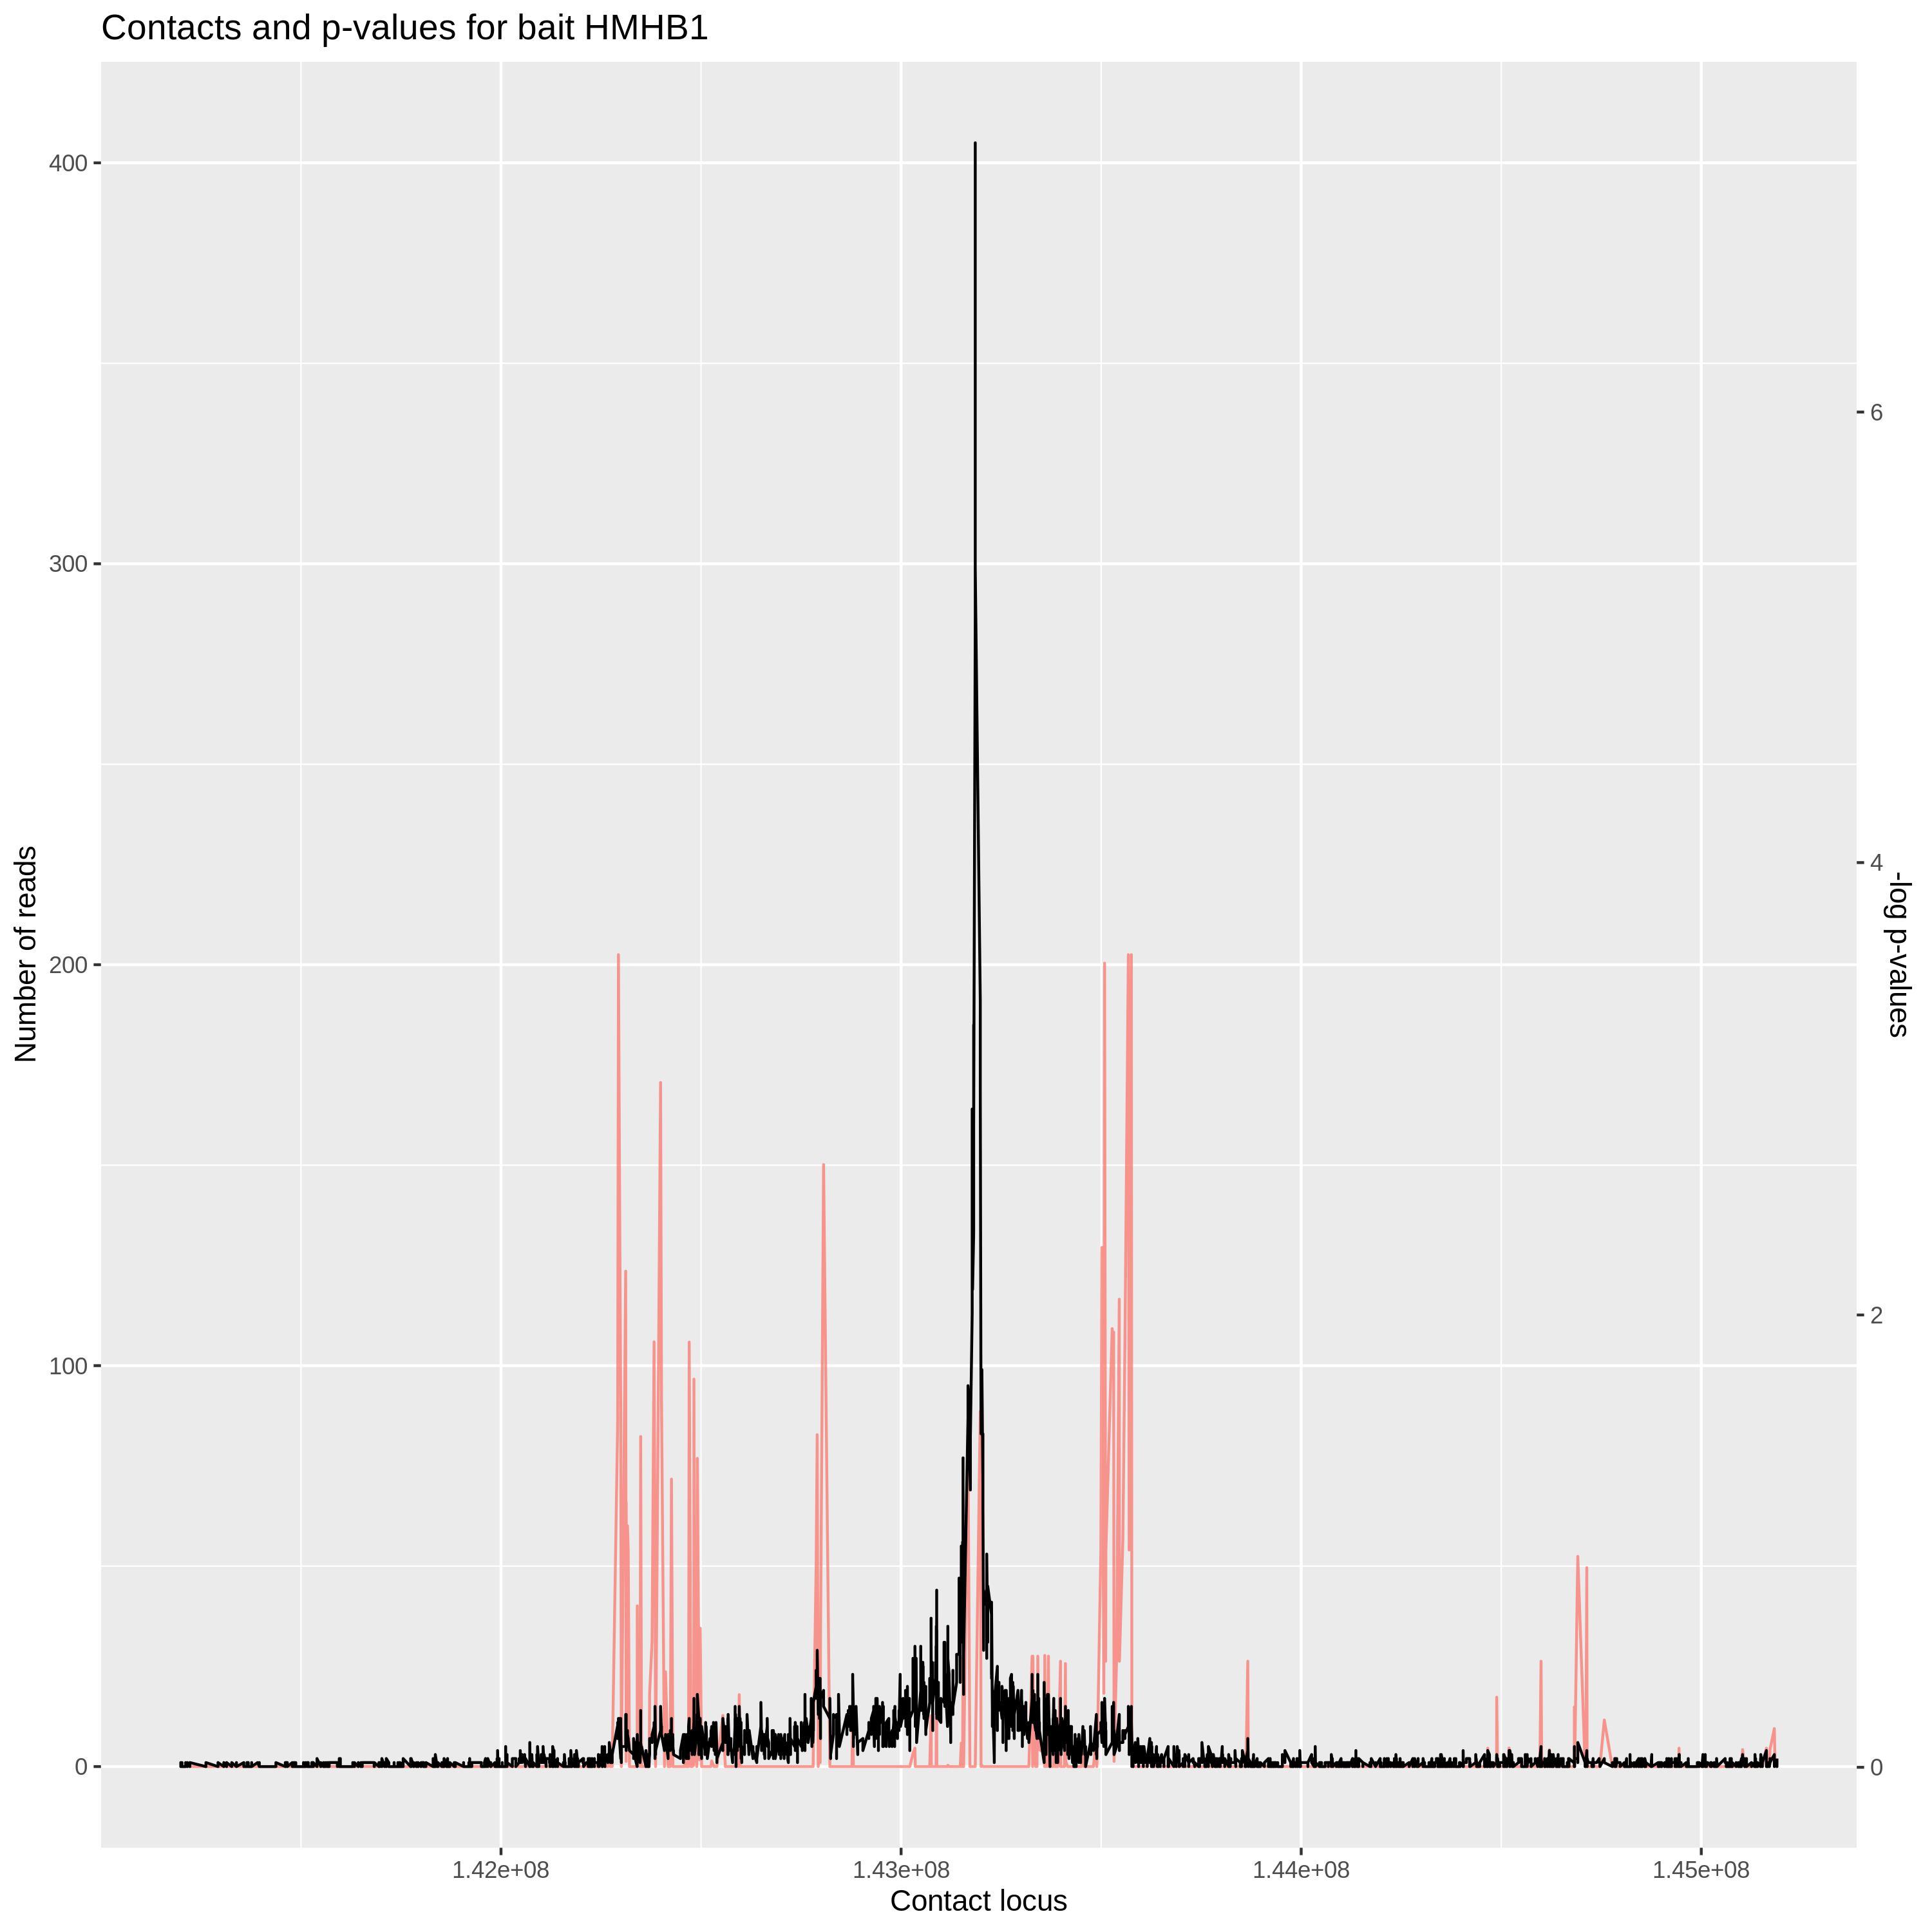 Contacts and p-values for bait HMHB1
400
300
200
100
0
Number of reads
6
4
2
0
-log p-values
1.42e+08
1.43e+08
1.44e+08
1.45e+08
Contact locus